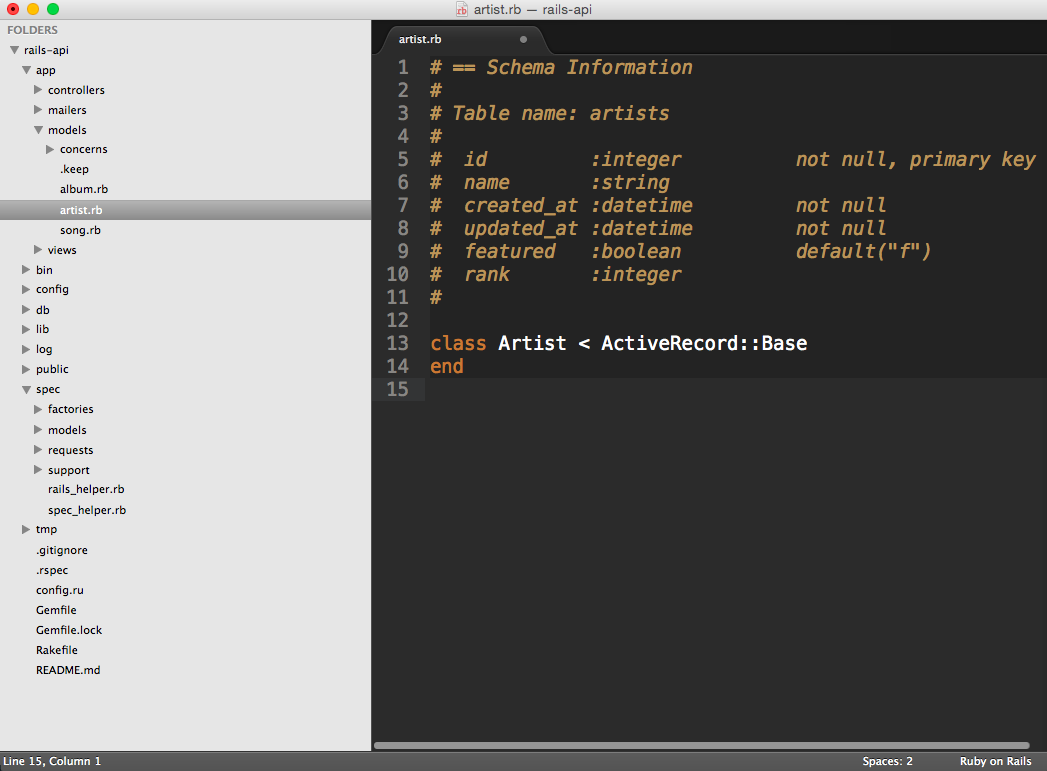 artist.rb — rails-api
FOLDERS
rails-api
app
controllers
mailers
models
concerns
.keep
album.rb
artist.rb
song.rb
views
bin
config
db
lib
log
public
spec
factories
models
requests
support
rails_helper.rb
spec_helper.rb
tmp
.gitignore
.rspec
config.ru
Gemfile
Gemfile.lock
Rakefile
README.md
artist.rb
1 # == Schema Information
2 #
3 # Table name: artists
4 #
5 #  id         :integer          not null, primary key
6 #  name       :string
7 #  created_at :datetime         not null
8 #  updated_at :datetime         not null
9 #  featured   :boolean          default("f")
10 #  rank       :integer
11 #
12
13 class Artist < ActiveRecord::Base
14 end
15
Line 15, Column 1 Spaces: 2 Ruby on Rails